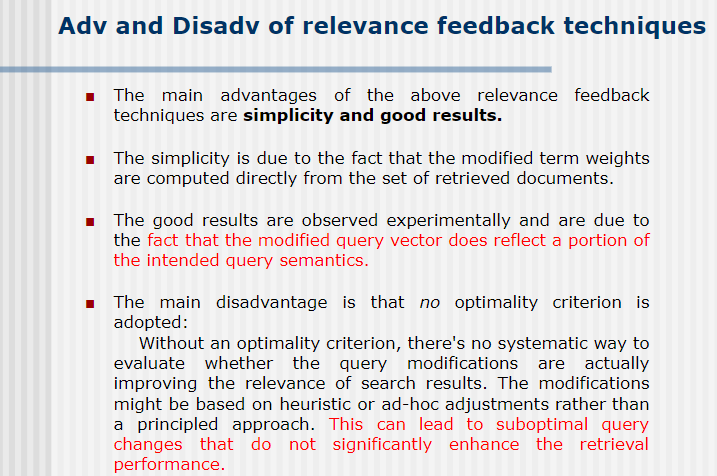 Adv and Disadv of relevance feedback techniques
The main advantages of the above relevance feedback
techniques are simplicity and good results.
The simplicity is due to the fact that the modified term weights
are computed directly from the set of retrieved documents.
The good results are observed experimentally and are due to
the fact that the modified query vector does reflect a portion of
the intended query semantics.
The main disadvantage is that no optimality criterion is
adopted:
Without an optimality criterion, there's no systematic way to
evaluate whether the query modifications are actually
improving the relevance of search results. The modifications
might be based on heuristic or ad-hoc adjustments rather than
a principled approach. This can lead to suboptimal query
changes that do not significantly enhance the retrieval
performance.